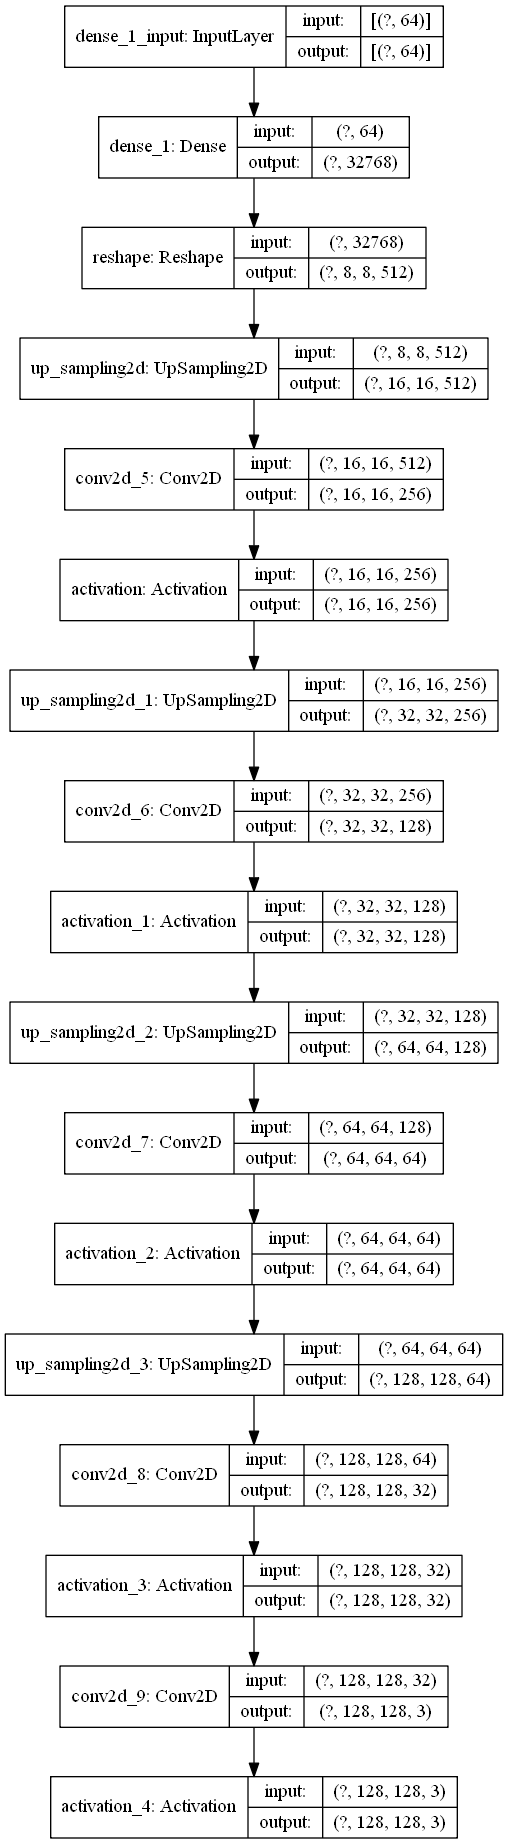 dense_1_input: InputLayer
input: [(?, 64)]
output: [(?, 64)]
dense_1: Dense
input: (?, 64)
output: (?, 32768)
reshape: Reshape
input: (?, 32768)
output: (?, 8, 8, 512)
up_sampling2d: UpSampling2D
input: (?, 8, 8, 512)
output: (?, 16, 16, 512)
conv2d_5: Conv2D
input: (?, 16, 16, 512)
output: (?, 16, 16, 256)
activation: Activation
input: (?, 16, 16, 256)
output: (?, 16, 16, 256)
up_sampling2d_1: UpSampling2D
input: (?, 16, 16, 256)
output: (?, 32, 32, 256)
conv2d_6: Conv2D
input: (?, 32, 32, 256)
output: (?, 32, 32, 128)
activation_1: Activation
input: (?, 32, 32, 128)
output: (?, 32, 32, 128)
up_sampling2d_2: UpSampling2D
input: (?, 32, 32, 128)
output: (?, 64, 64, 128)
conv2d_7: Conv2D
input: (?, 64, 64, 128)
output: (?, 64, 64, 64)
activation_2: Activation
input: (?, 64, 64, 64)
output: (?, 64, 64, 64)
up_sampling2d_3: UpSampling2D
input: (?, 64, 64, 64)
output: (?, 128, 128, 64)
conv2d_8: Conv2D
input: (?, 128, 128, 64)
output: (?, 128, 128, 32)
activation_3: Activation
input: (?, 128, 128, 32)
output: (?, 128, 128, 32)
conv2d_9: Conv2D
input: (?, 128, 128, 32)
output: (?, 128, 128, 3)
activation_4: Activation
input: (?, 128, 128, 3)
output: (?, 128, 128, 3)